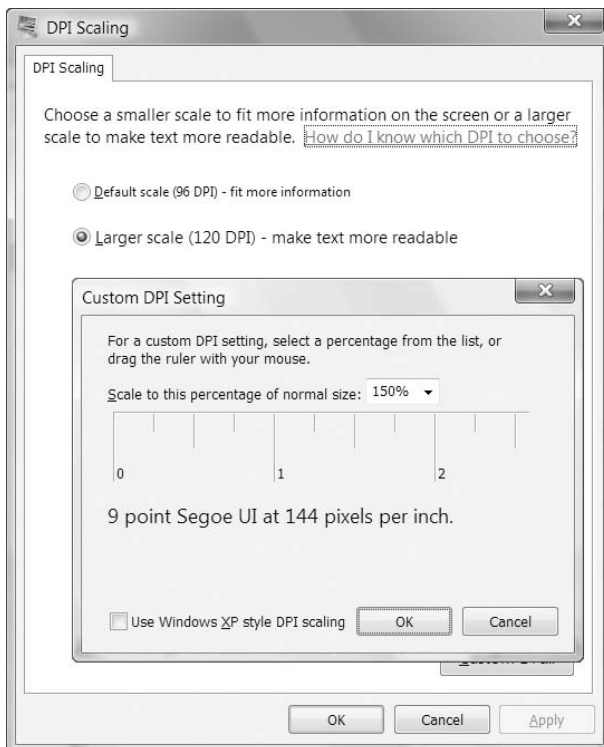 DPI Scaling
DPI Scaling
Choose a smaller scale to fit more information on the screen or a larger
scale to make text more readable. How do I know which DPI to choose?
Default scale (96 DPI) - fit more information
Larger scale (120 DPI) - make text more readable
Custom DPI Setting
For a custom DPI setting, select a percentage from the list, or
drag the ruler with your mouse.
Scale to this percentage of normal size: 150%
0 1 2
9 point Segoe UI at 144 pixels per inch.
Use Windows XP style DPI scaling OK Cancel
OK Cancel Apply